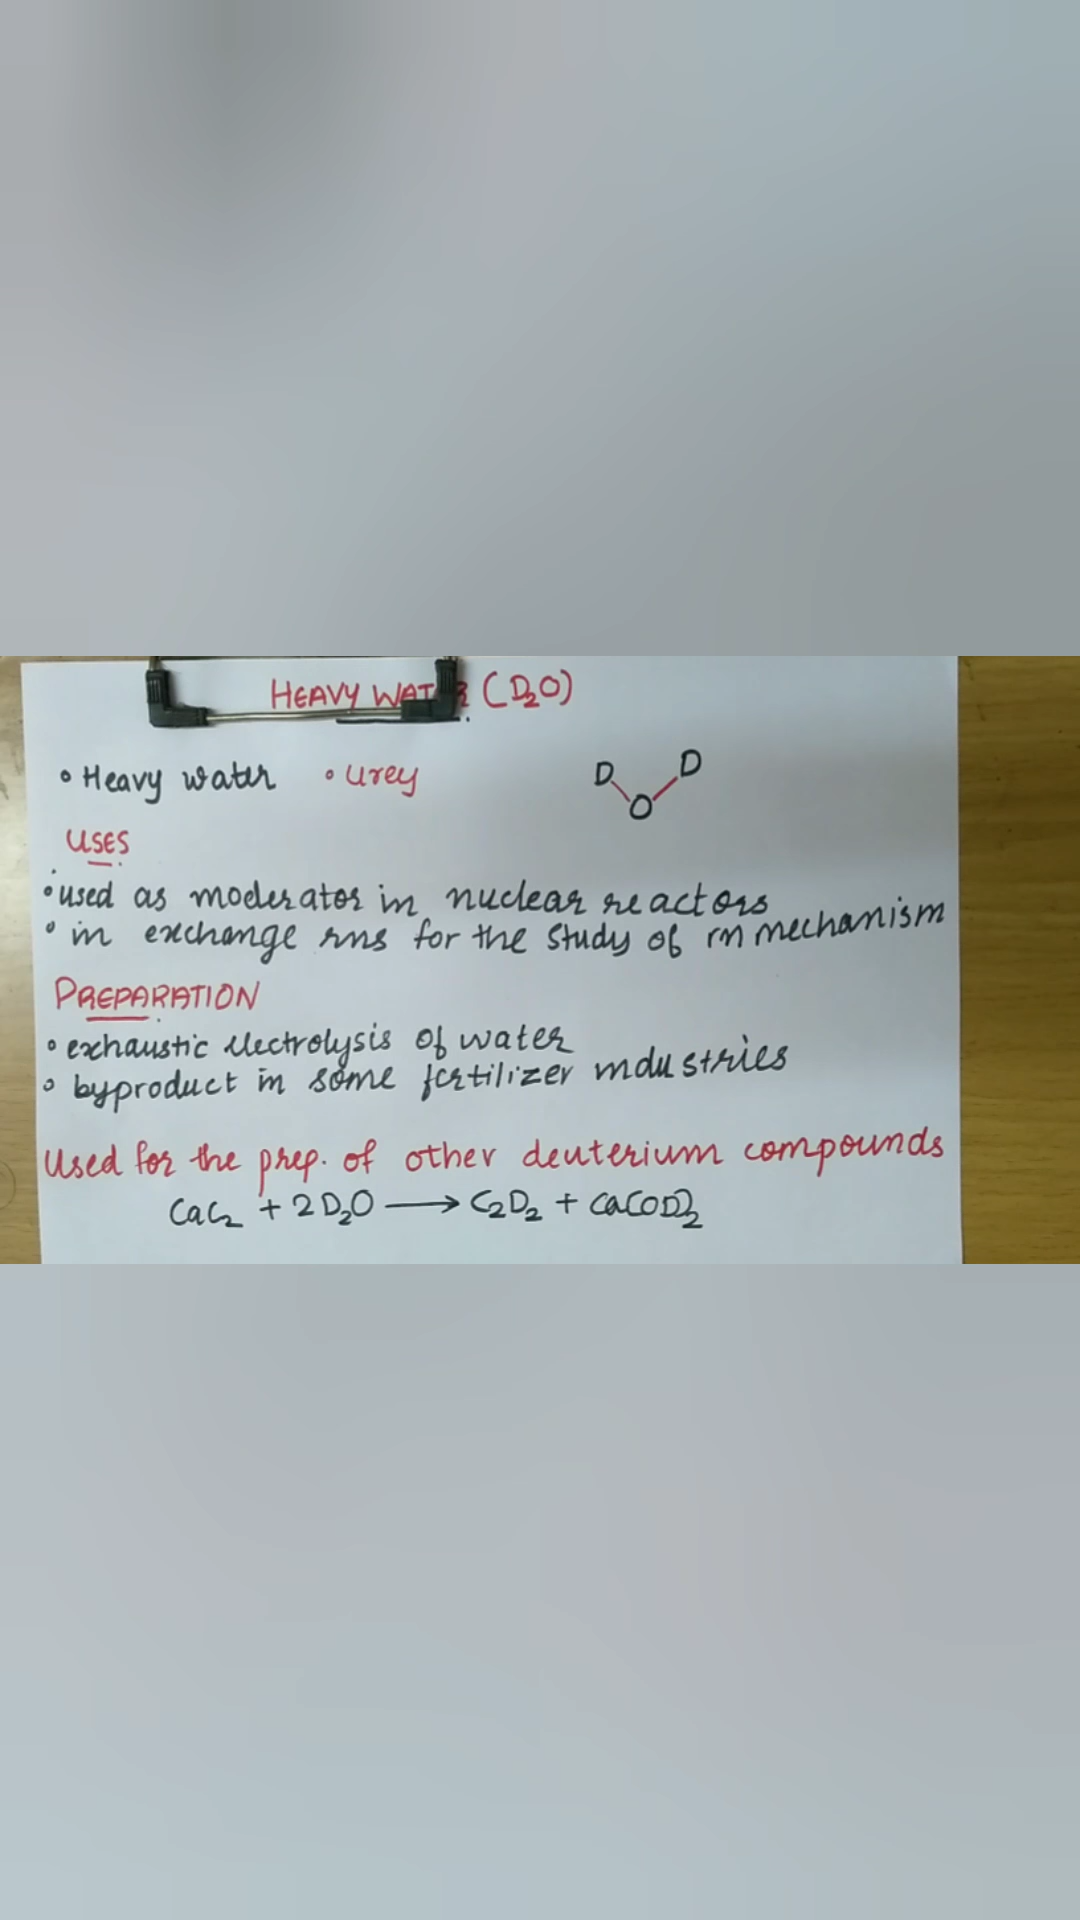 HEAVY WATER (D₂O)
• Heavy water • Urey
D D
O
USES
• used as moderator in nuclear reactors
• in exchange rns for the study of rn mechanism
PREPARATION
• exhaustic electrolysis of water
• byproduct in some fertilizer industries
Used for the prep. of other deuterium compounds
CaC₂ + 2D₂O ⟶ C₂D₂ + Ca(OD)₂